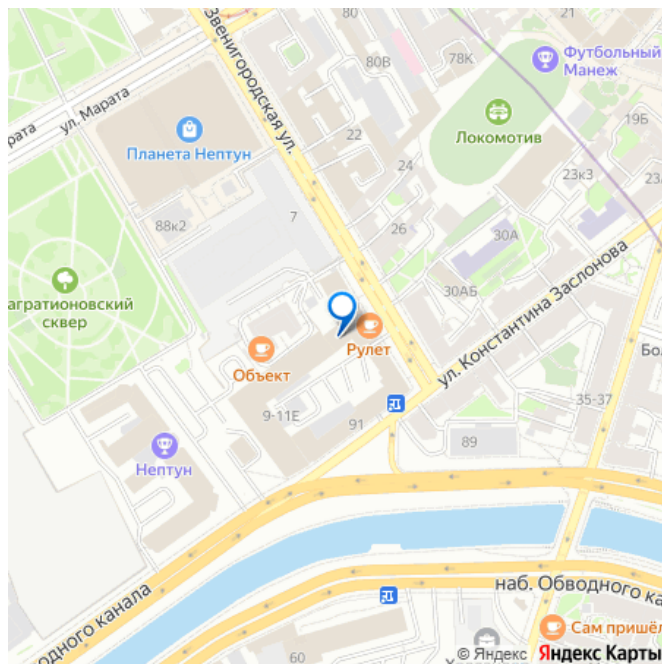 80
21
Футбольный
Манеж
80В
78К
Звенигородская ул.
ул. Марата
рата
22
19Б
Локомотив
Планета Нептун
24
23к3
88к2
7
26
30А
агратионовский
сквер
30АБ
ул. Константина Заслонова
Рулет
Объект
Бол
35-37
9-11Е
91
89
Нептун
одного канала
наб. Обводного ка
Сам пришёл
60
© Яндекс Яндекс Карты